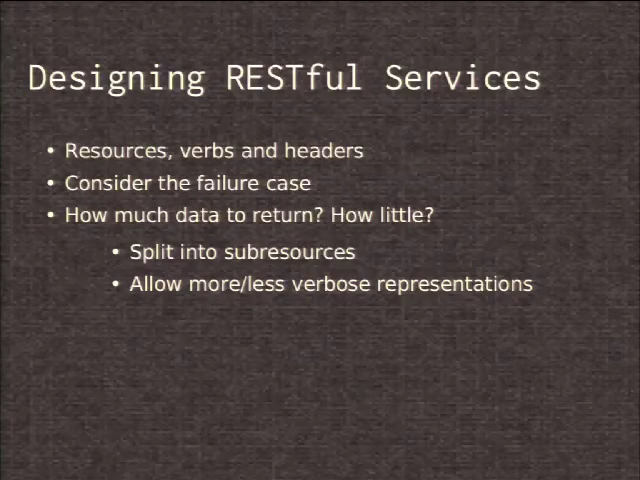 Designing RESTful Services
• Resources, verbs and headers
• Consider the failure case
• How much data to return? How little?
• Split into subresources
• Allow more/less verbose representations